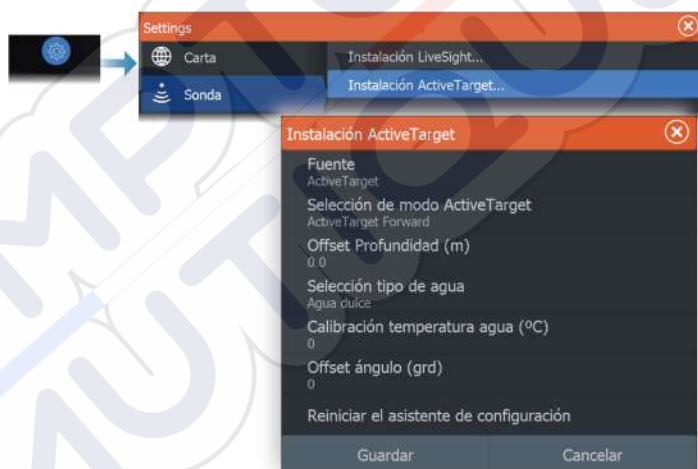 Settings
Carta
Instalación LiveSight...
Sonda
Instalación ActiveTarget...
Instalación ActiveTarget
Fuente
ActiveTarget
Selección de modo ActiveTarget
ActiveTarget Forward
Offset Profundidad (m)
0.0
Selección tipo de agua
Agua dulce
Calibración temperatura agua (ºC)
0
Offset ángulo (grd)
0
Reiniciar el asistente de configuración
Guardar
Cancelar